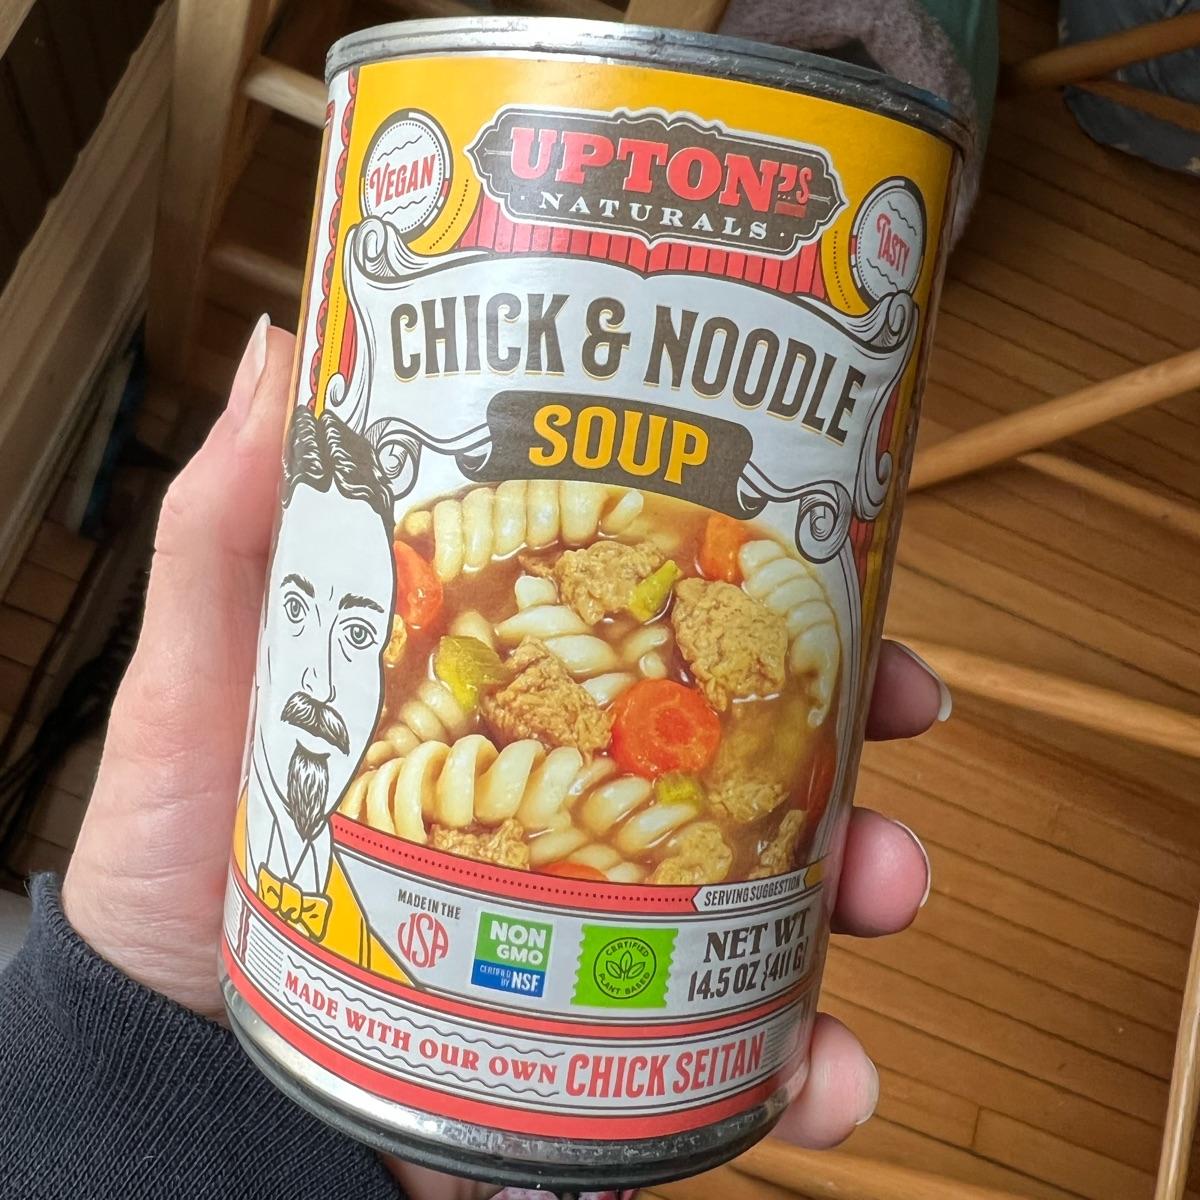 VEGAN
UPTON'S
NATURALS
TASTY
CHICK & NOODLE
SOUP
SERVING SUGGESTION
MADE IN THE
USA
NON
GMO
CERTIFIED
BY NSF
CERTIFIED
PLANT BASED
NET WT
14.5 OZ {411 G}
MADE WITH OUR OWN CHICK SEITAN